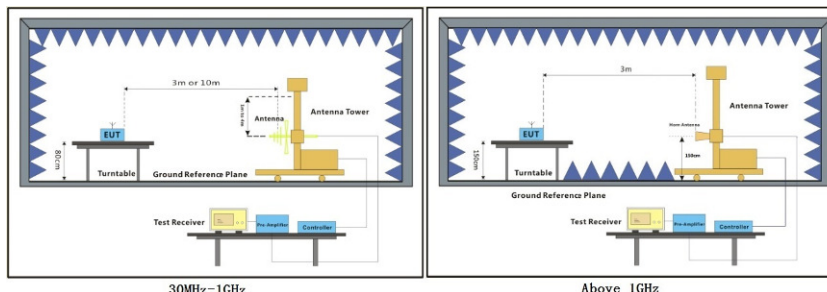 3m or 10m
Antenna
1m to 4m
Antenna Tower
EUT
80cm
Turntable
Ground Reference Plane
Test Receiver
Pre-Amplifier
Controller
30MHz-1GHz
3m
Antenna Tower
Horn Antenna
EUT
150cm
150cm
Turntable
Ground Reference Plane
Test Receiver
Pre-Amplifier
Controller
Above 1GHz